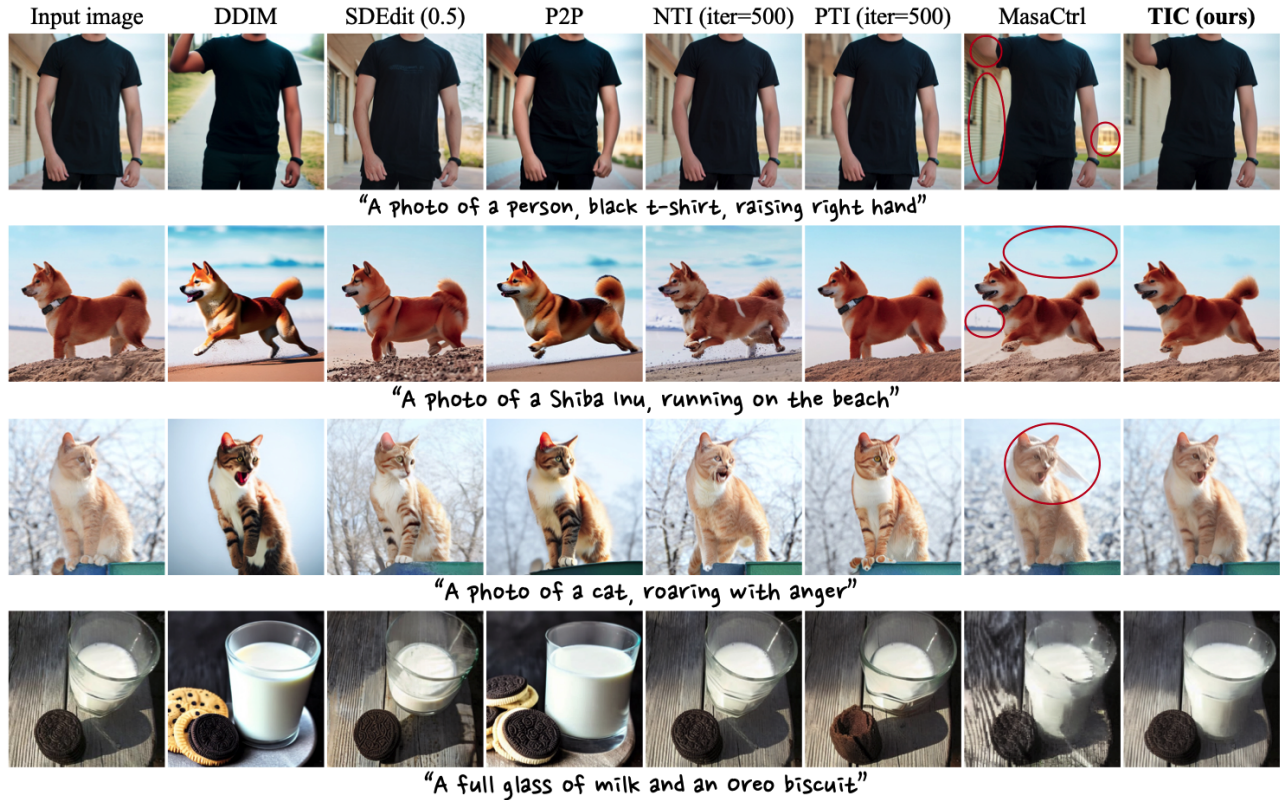 Input image DDIM SDEdit (0.5) P2P NTI (iter=500) PTI (iter=500) MasaCtrl TIC (ours)
“A photo of a person, black t-shirt, raising right hand”
“A photo of a Shiba Inu, running on the beach”
“A photo of a cat, roaring with anger”
“A full glass of milk and an oreo biscuit”